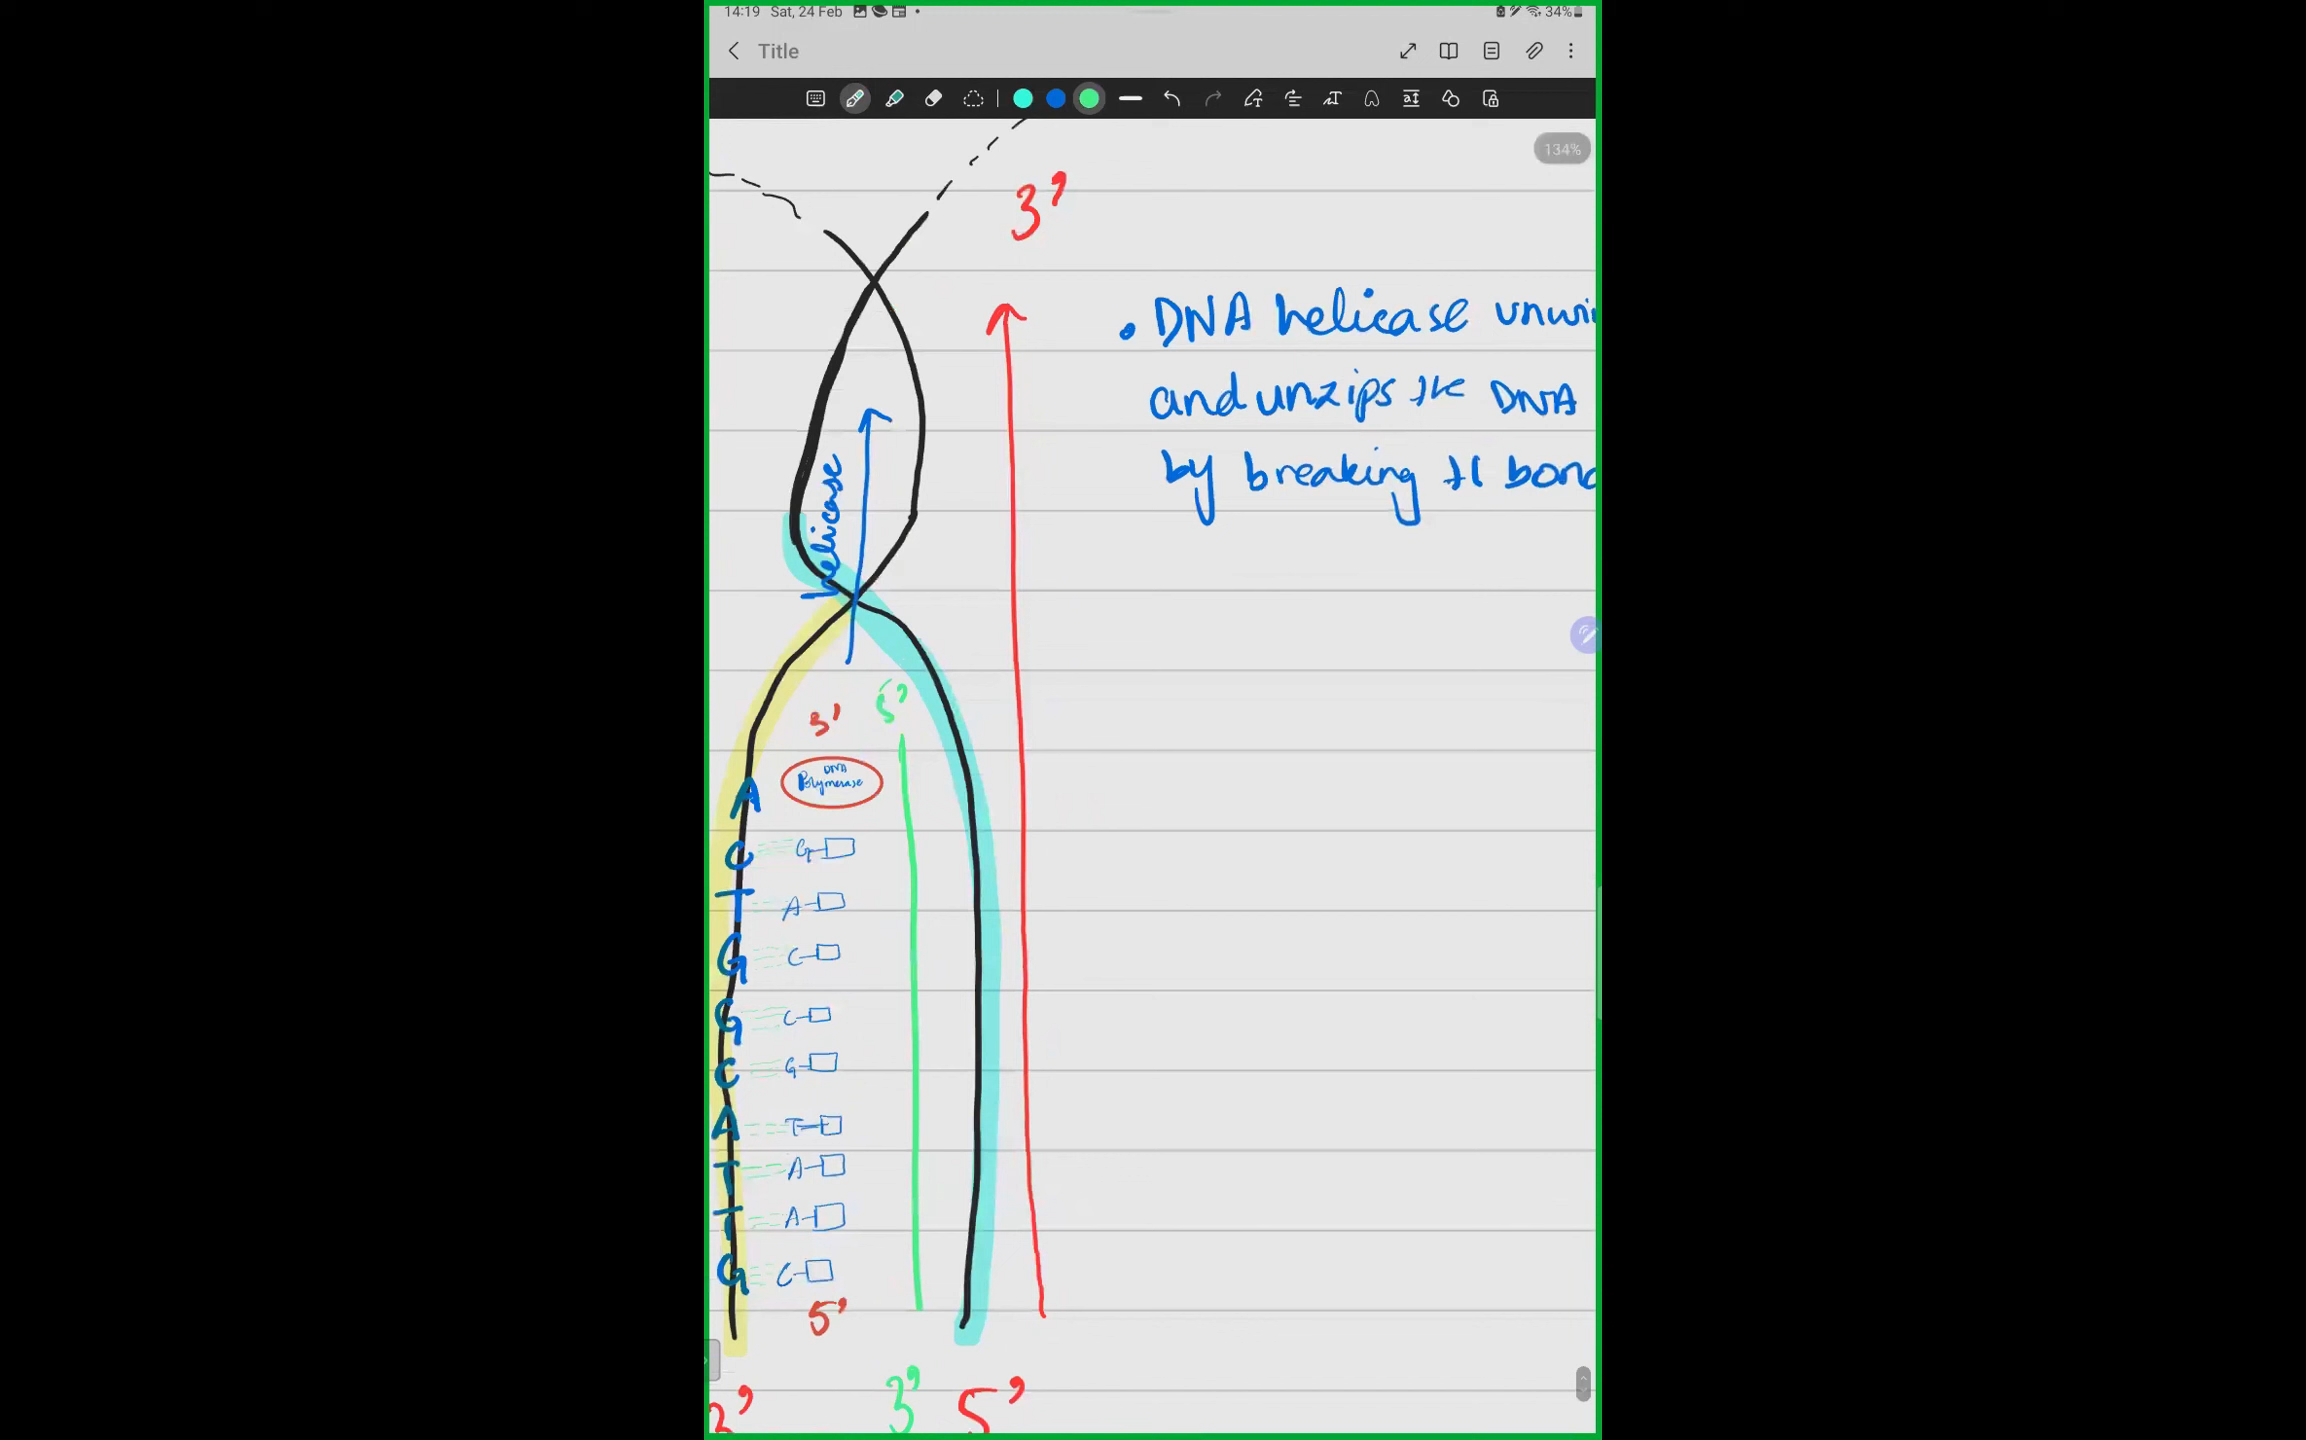 14:19 Sat, 24 Feb
34%
Title
134%
3'
• DNA helicase unwi
and unzips the DNA
by breaking H bond
helicase
3' 5'
DNA
Polymerase
A
C G
T A
G C
G C
C G
A T
T A
T A
G C
5'
3' 3' 5'